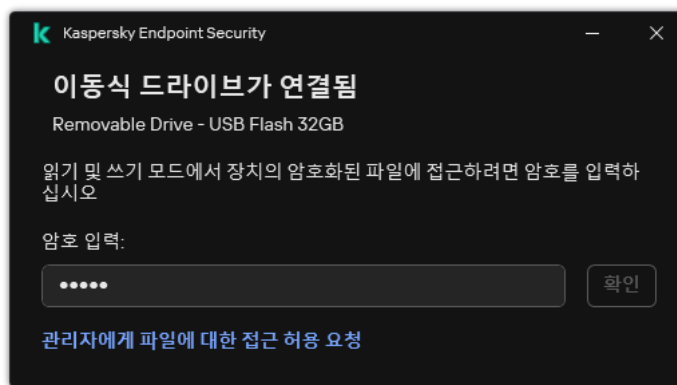 Kaspersky Endpoint Security
이동식 드라이브가 연결됨
Removable Drive - USB Flash 32GB
읽기 및 쓰기 모드에서 장치의 암호화된 파일에 접근하려면 암호를 입력하
십시오
암호 입력:
•••••
확인
관리자에게 파일에 대한 접근 허용 요청